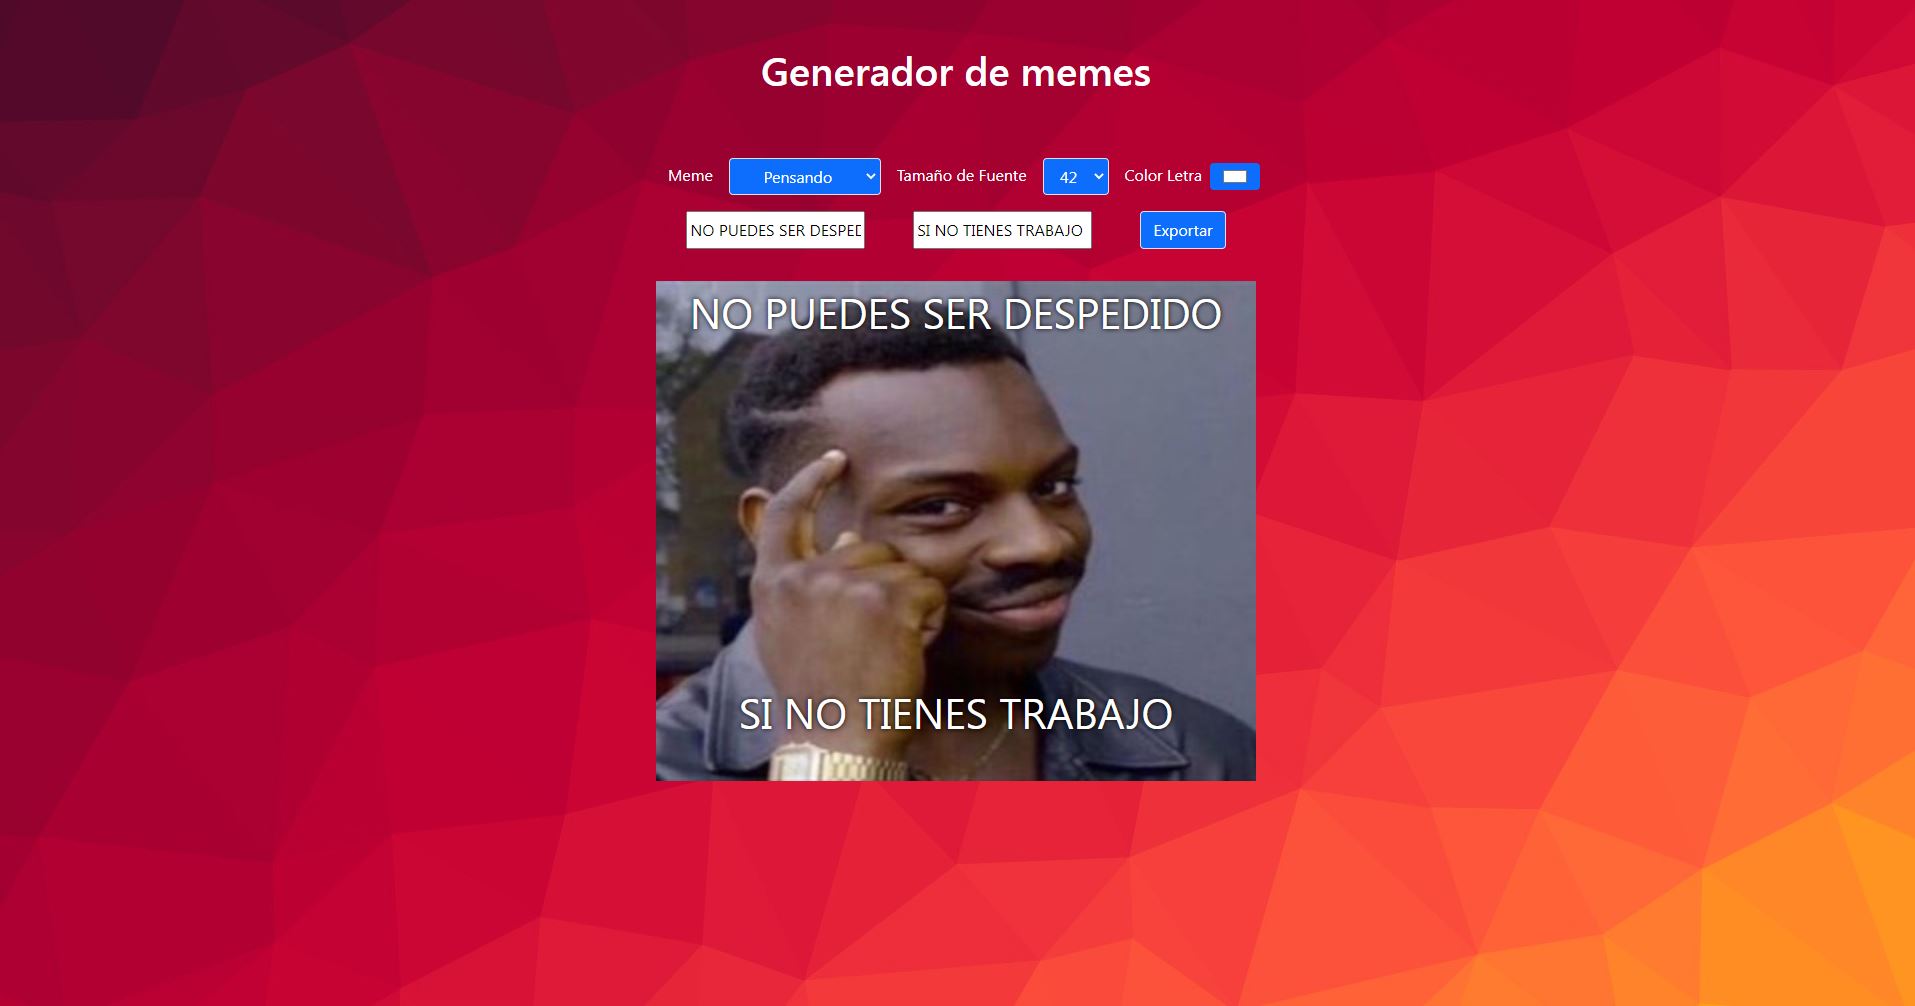 Generador de memes
Meme Pensando Tamaño de Fuente 42 Color Letra
NO PUEDES SER DESPED SI NO TIENES TRABAJO Exportar
NO PUEDES SER DESPEDIDO
SI NO TIENES TRABAJO